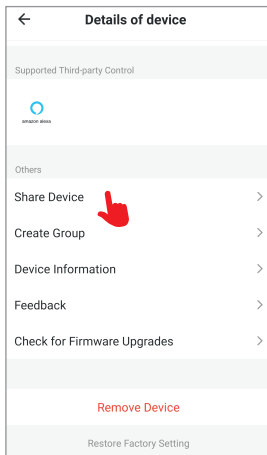 Details of device
Supported Third-party Control
amazon alexa
Others
Share Device
Create Group
Device Information
Feedback
Check for Firmware Upgrades
Remove Device
Restore Factory Setting